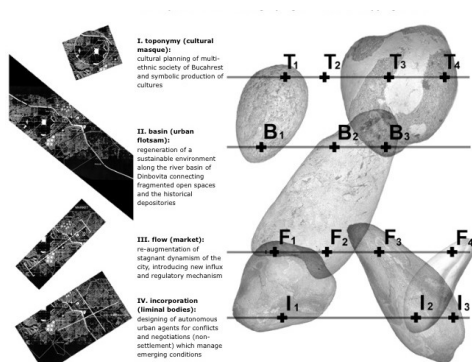 I. toponymy (cultural
masque):
cultural planning of multi-
ethnic society of Bucahrest
and symbolic production of
cultures
II. basin (urban
flotsam):
regeneration of a
sustainable environment
along the river basin of
Dinbovita connecting
fragmented open spaces
and the historical
depositories
III. flow (market):
re-augmentation of
stagnant dynamism of the
city, introducing new influx
and regulatory mechanism
IV. incorporation
(liminal bodies):
designing of autonomous
urban agents for conflicts
and negotiations (non-
settlement) which manage
emerging conditions
T1 T2 T3 T4
B1 B2 B3
F1 F2 F3 F4
I1 I2 I3